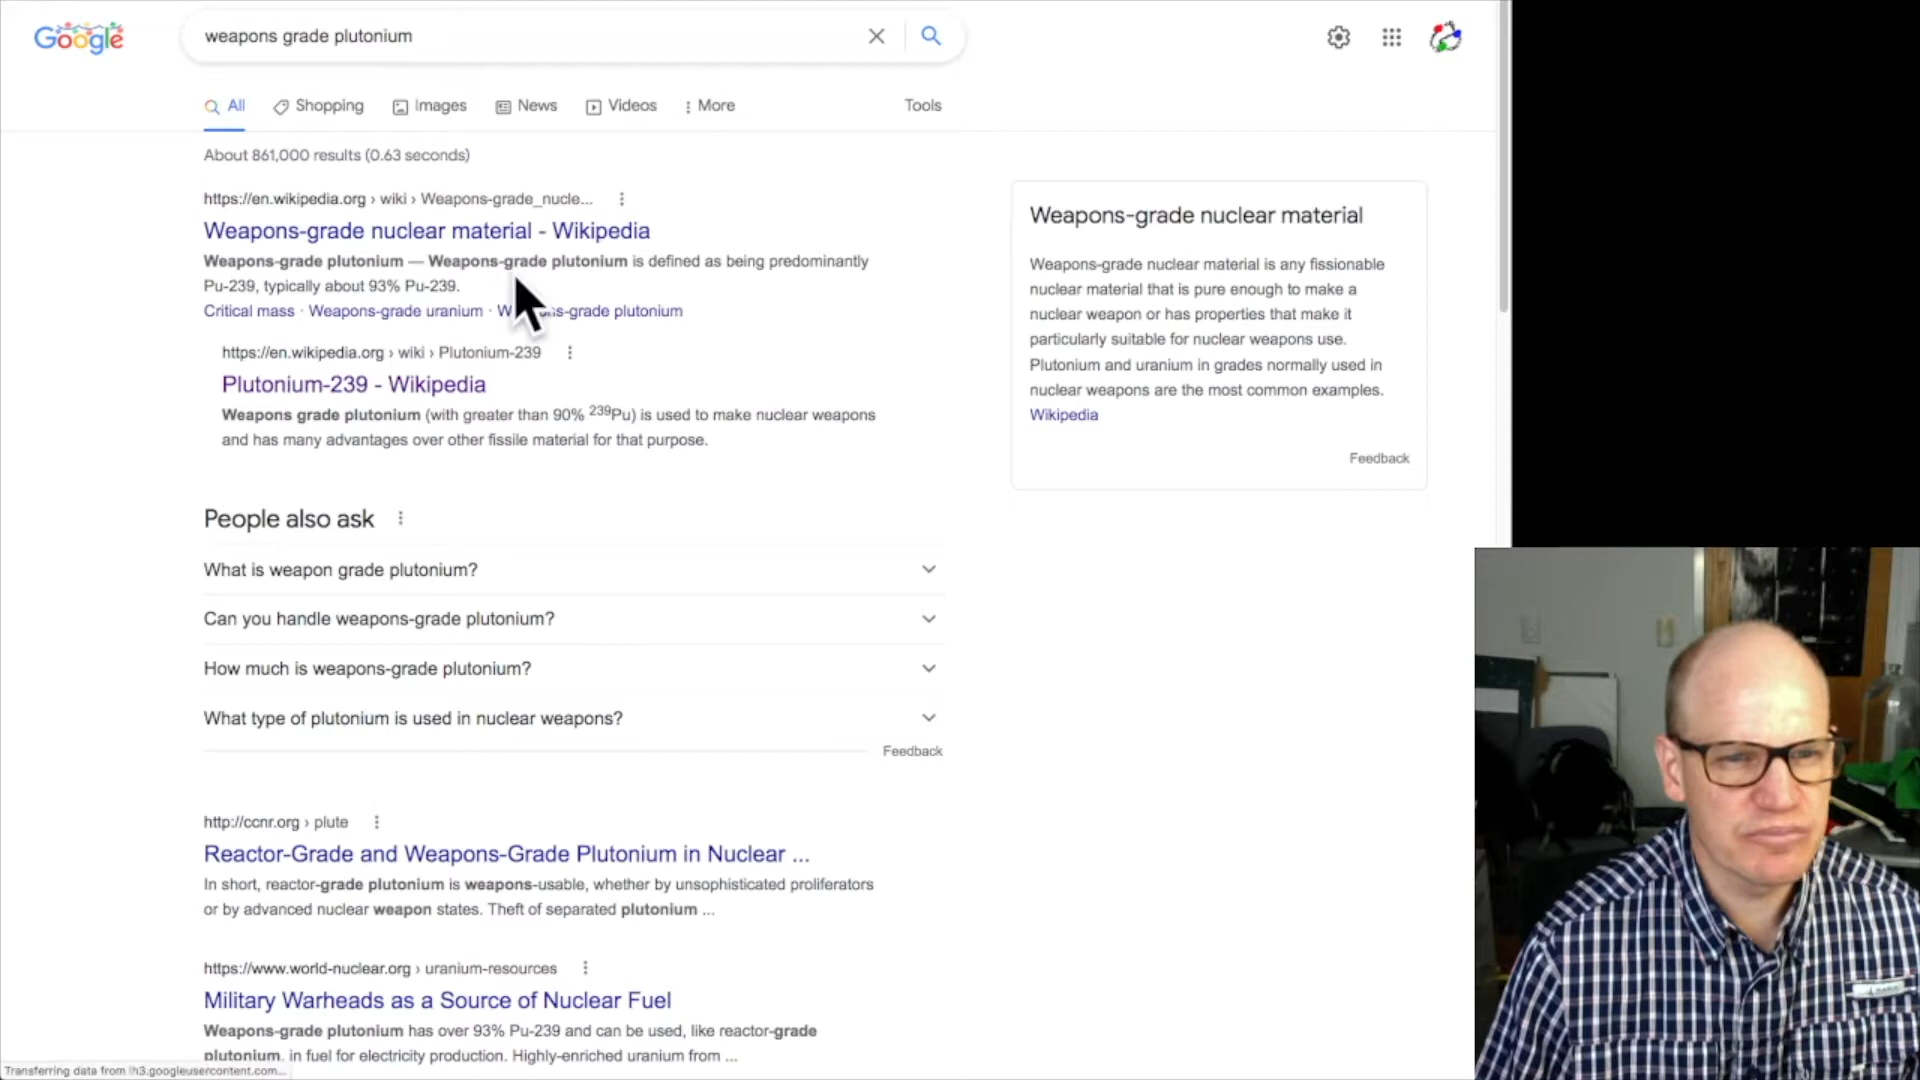 Google
weapons grade plutonium
All
Shopping
Images
News
Videos
More
Tools
About 861,000 results (0.63 seconds)
https://en.wikipedia.org › wiki › Weapons-grade_nucle...
Weapons-grade nuclear material - Wikipedia
Weapons-grade plutonium — Weapons-grade plutonium is defined as being predominantly
Pu-239, typically about 93% Pu-239.
Critical mass · Weapons-grade uranium · W    ns-grade plutonium
https://en.wikipedia.org › wiki › Plutonium-239
Plutonium-239 - Wikipedia
Weapons grade plutonium (with greater than 90% ²³⁹Pu) is used to make nuclear weapons
and has many advantages over other fissile material for that purpose.
People also ask
What is weapon grade plutonium?
Can you handle weapons-grade plutonium?
How much is weapons-grade plutonium?
What type of plutonium is used in nuclear weapons?
Feedback
http://ccnr.org › plute
Reactor-Grade and Weapons-Grade Plutonium in Nuclear ...
In short, reactor-grade plutonium is weapons-usable, whether by unsophisticated proliferators
or by advanced nuclear weapon states. Theft of separated plutonium ...
https://www.world-nuclear.org › uranium-resources
Military Warheads as a Source of Nuclear Fuel
Weapons-grade plutonium has over 93% Pu-239 and can be used, like reactor-grade
plutonium, in fuel for electricity production. Highly-enriched uranium from ...
Transferring data from lh3.googleusercontent.com...
Weapons-grade nuclear material
Weapons-grade nuclear material is any fissionable
nuclear material that is pure enough to make a
nuclear weapon or has properties that make it
particularly suitable for nuclear weapons use.
Plutonium and uranium in grades normally used in
nuclear weapons are the most common examples.
Wikipedia
Feedback